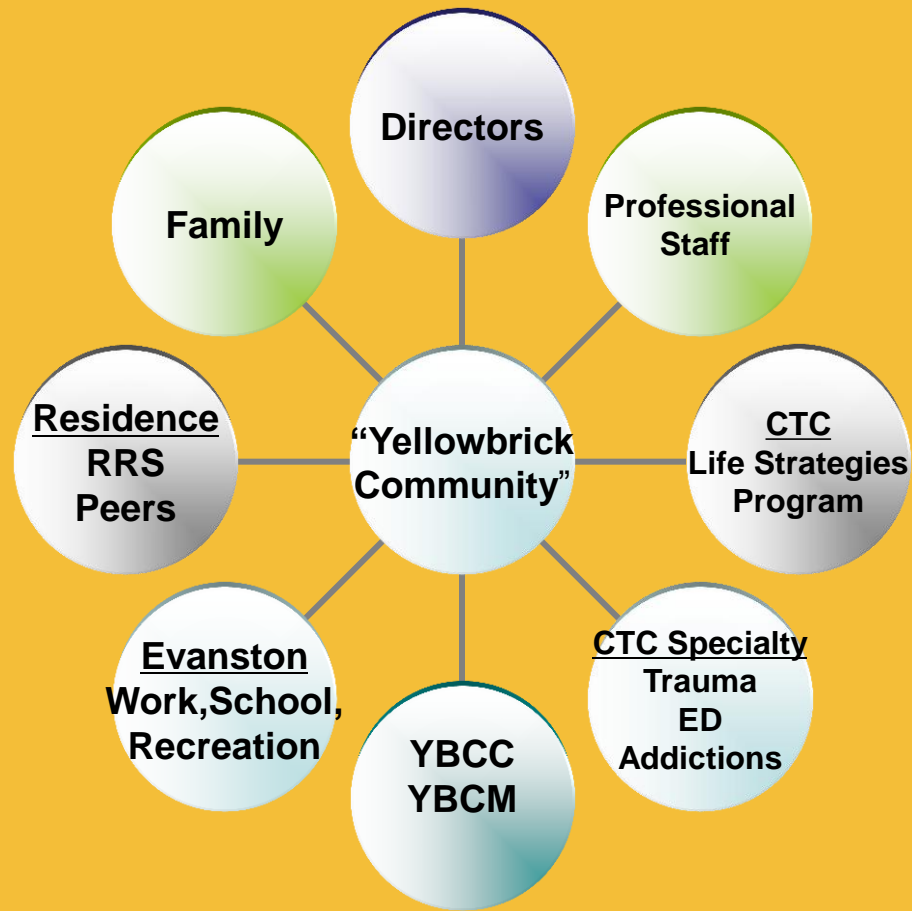 Directors
Family
Professional
Staff
Residence
RRS
Peers
“Yellowbrick
Community”
CTC
Life Strategies
Program
Evanston
Work,School,
Recreation
YBCC
YBCM
CTC Specialty
Trauma
ED
Addictions